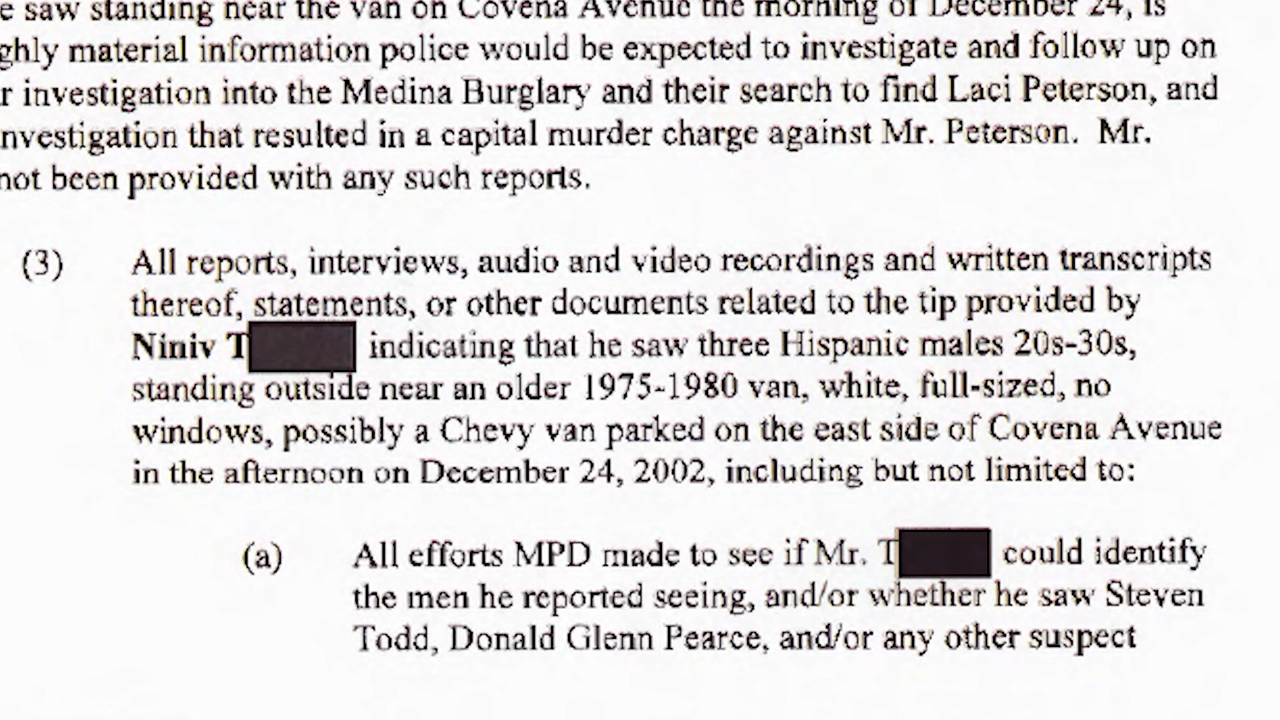 e saw standing near the van on Covena Avenue the morning of December 24, is
ghly material information police would be expected to investigate and follow up on
r investigation into the Medina Burglary and their search to find Laci Peterson, and
nvestigation that resulted in a capital murder charge against Mr. Peterson. Mr.
not been provided with any such reports.
(3) All reports, interviews, audio and video recordings and written transcripts
thereof, statements, or other documents related to the tip provided by
Niniv T indicating that he saw three Hispanic males 20s-30s,
standing outside near an older 1975-1980 van, white, full-sized, no
windows, possibly a Chevy van parked on the east side of Covena Avenue
in the afternoon on December 24, 2002, including but not limited to:
(a) All efforts MPD made to see if Mr. T could identify
the men he reported seeing, and/or whether he saw Steven
Todd, Donald Glenn Pearce, and/or any other suspect